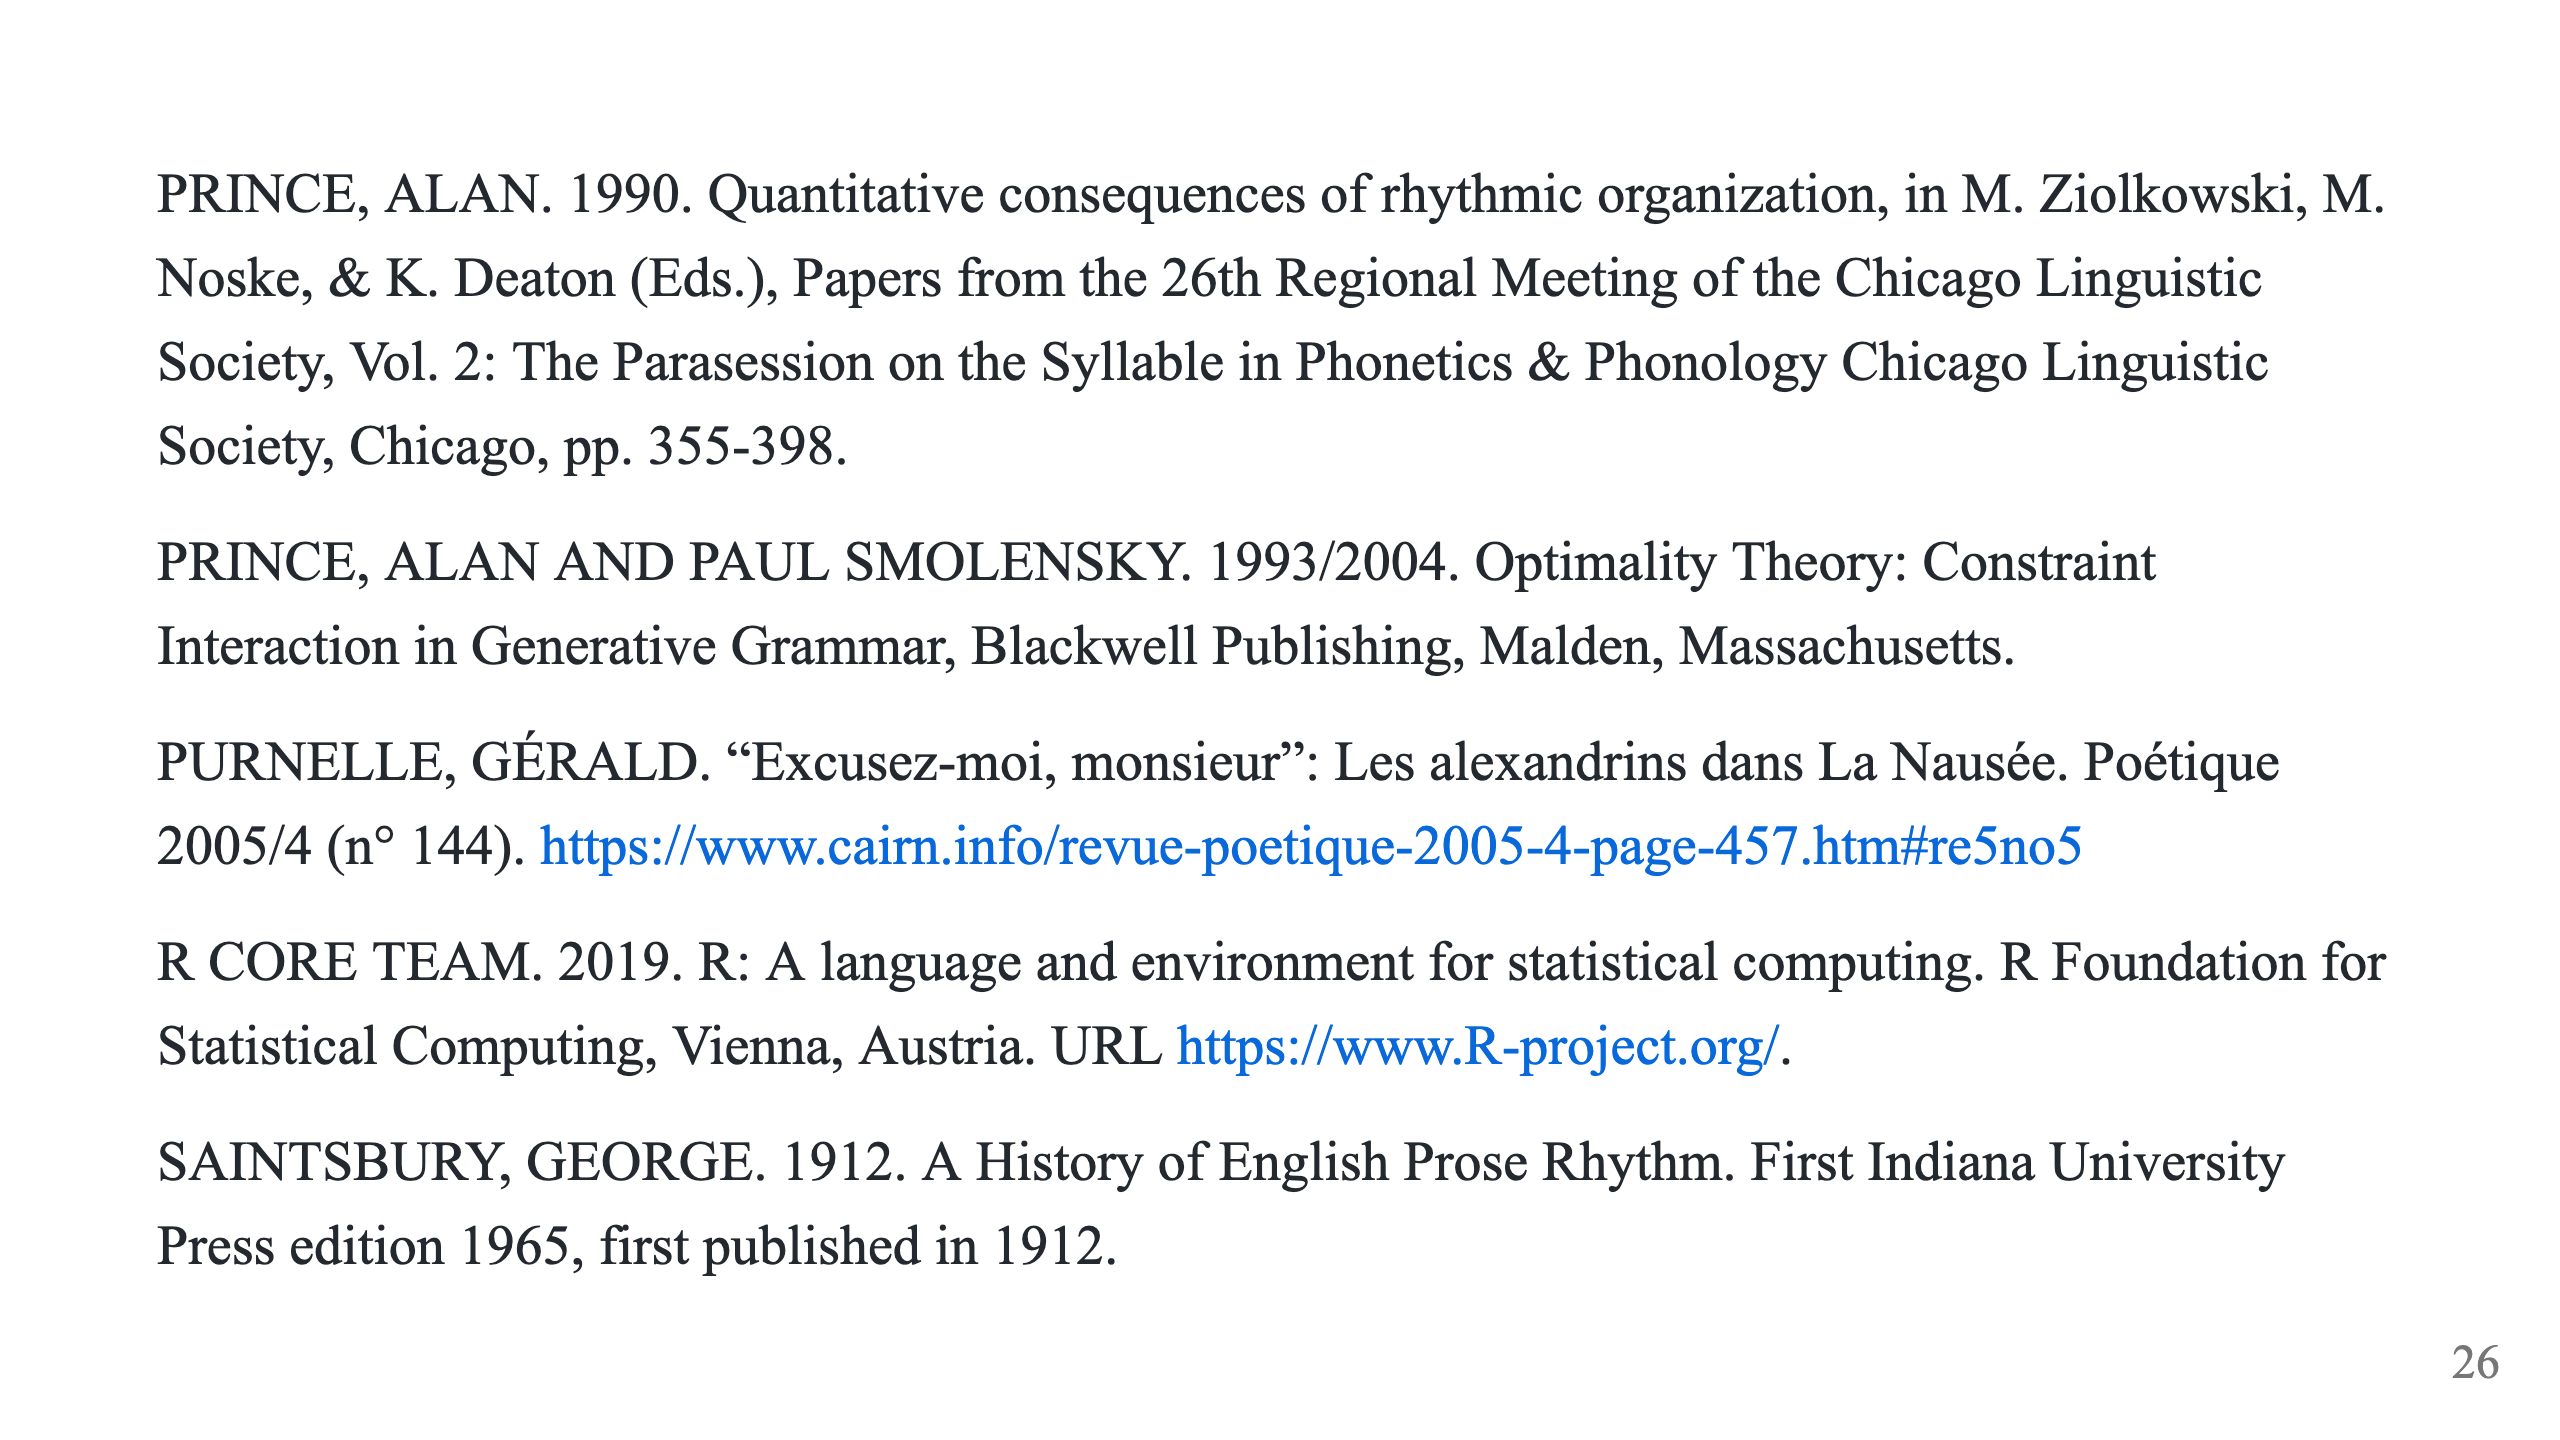 PRINCE, ALAN. 1990. Quantitative consequences of rhythmic organization, in M. Ziolkowski, M.
Noske, & K. Deaton (Eds.), Papers from the 26th Regional Meeting of the Chicago Linguistic
Society, Vol. 2: The Parasession on the Syllable in Phonetics & Phonology Chicago Linguistic
Society, Chicago, pp. 355-398.
PRINCE, ALAN AND PAUL SMOLENSKY. 1993/2004. Optimality Theory: Constraint
Interaction in Generative Grammar, Blackwell Publishing, Malden, Massachusetts.
PURNELLE, GÉRALD. “Excusez-moi, monsieur”: Les alexandrins dans La Nausée. Poétique
2005/4 (n° 144). https://www.cairn.info/revue-poetique-2005-4-page-457.htm#re5no5
R CORE TEAM. 2019. R: A language and environment for statistical computing. R Foundation for
Statistical Computing, Vienna, Austria. URL https://www.R-project.org/.
SAINTSBURY, GEORGE. 1912. A History of English Prose Rhythm. First Indiana University
Press edition 1965, first published in 1912.
26